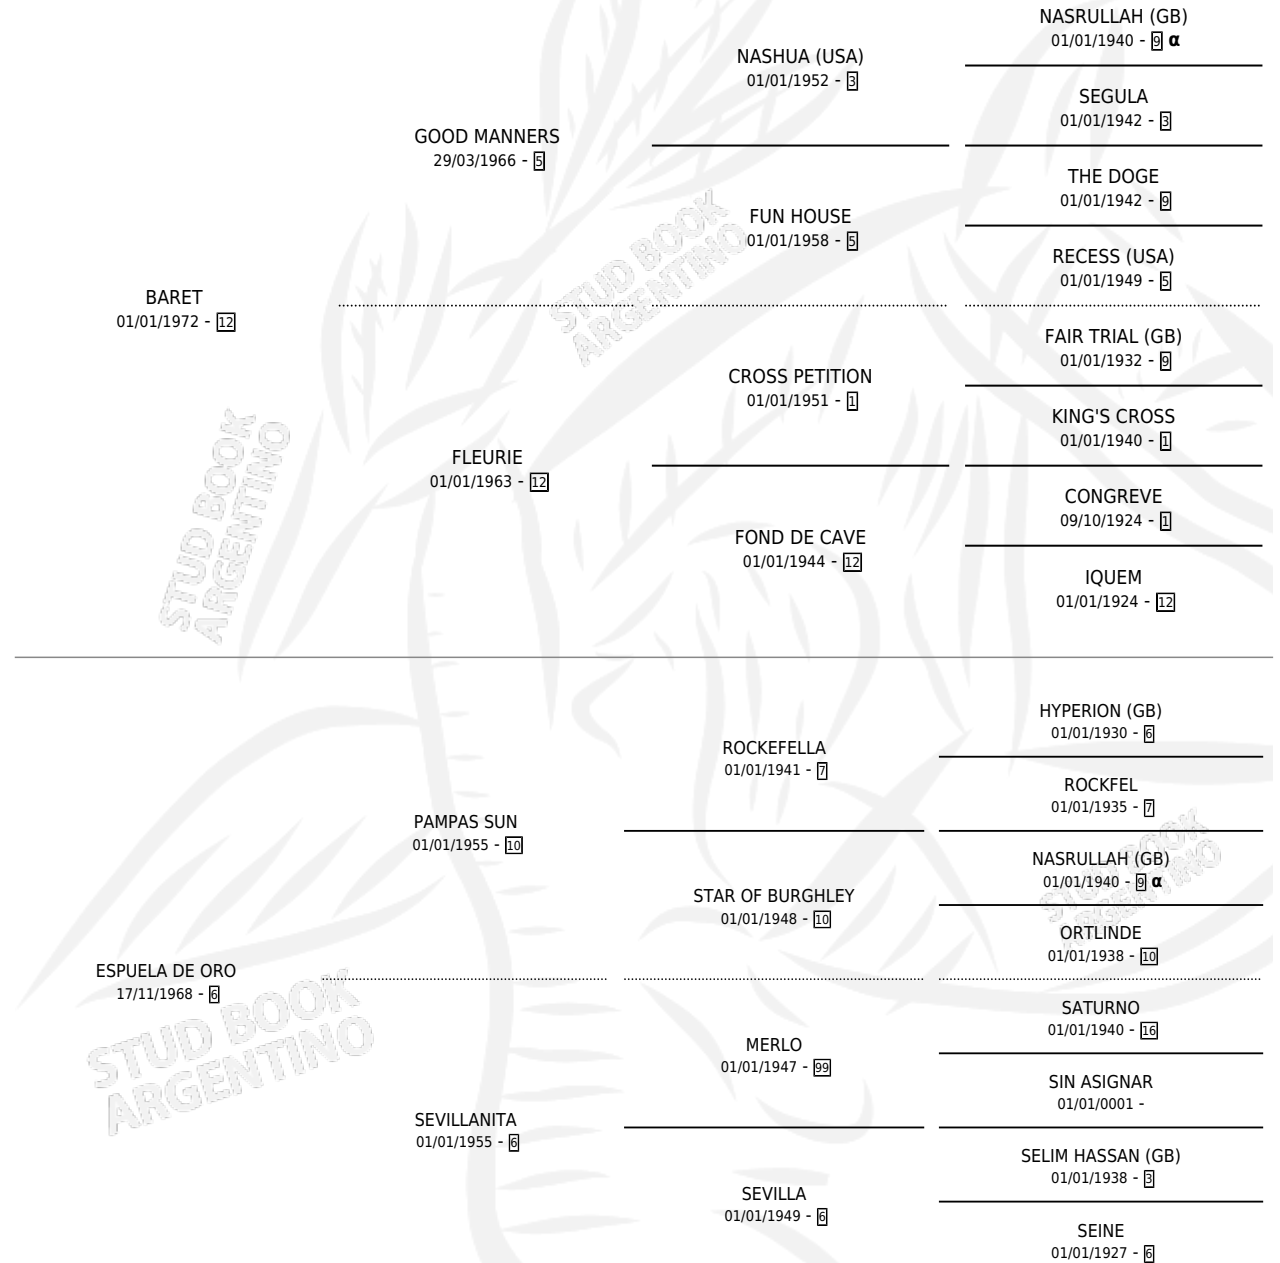 NASRULLAH (GB)
01/01/1940 - 9 α
NASHUA (USA)
01/01/1952 - 3
SEGULA
01/01/1942 - 3
GOOD MANNERS
29/03/1966 - 5
THE DOGE
01/01/1942 - 9
FUN HOUSE
01/01/1958 - 5
RECESS (USA)
01/01/1949 - 5
BARET
01/01/1972 - 12
FAIR TRIAL (GB)
01/01/1932 - 9
CROSS PETITION
01/01/1951 - 1
KING'S CROSS
01/01/1940 - 1
FLEURIE
01/01/1963 - 12
CONGREVE
09/10/1924 - 1
FOND DE CAVE
01/01/1944 - 12
IQUEM
01/01/1924 - 12
HYPERION (GB)
01/01/1930 - 6
ROCKEFELLA
01/01/1941 - 7
ROCKFEL
01/01/1935 - 7
PAMPAS SUN
01/01/1955 - 10
NASRULLAH (GB)
01/01/1940 - 9 α
STAR OF BURGHLEY
01/01/1948 - 10
ORTLINDE
01/01/1938 - 10
ESPUELA DE ORO
17/11/1968 - 6
SATURNO
01/01/1940 - 16
MERLO
01/01/1947 - 99
SIN ASIGNAR
01/01/0001 -
SEVILLANITA
01/01/1955 - 6
SELIM HASSAN (GB)
01/01/1938 - 3
SEVILLA
01/01/1949 - 6
SEINE
01/01/1927 - 6
STUD BOOK
ARGENTINO
STUD BOOK
ARGENTINO
STUD BOOK
ARGENTINO
STUD BOOK
ARGENTINO